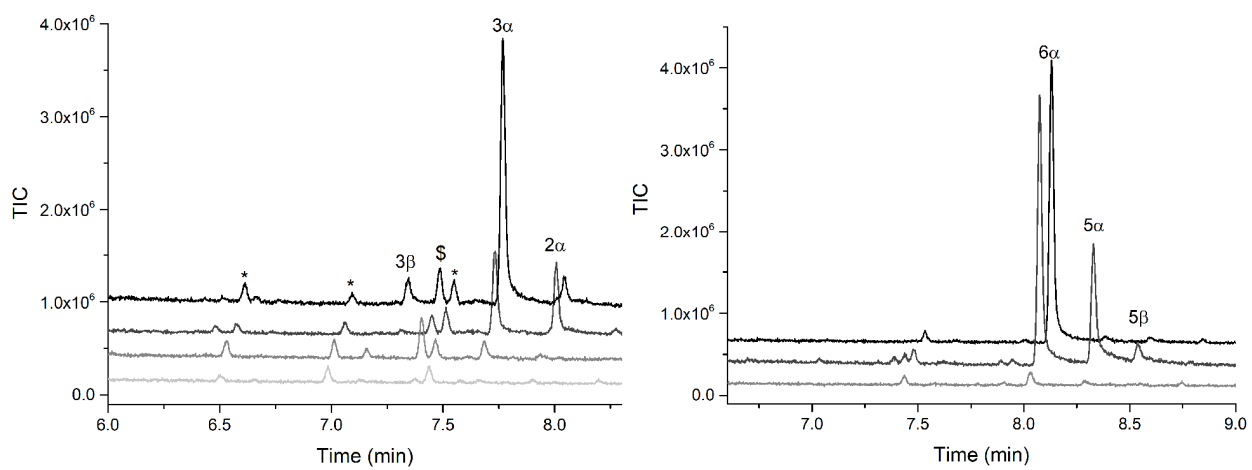 4.0x10⁶
3.0x10⁶
2.0x10⁶
1.0x10⁶
0.0
TIC
6.0 6.5 7.0 7.5 8.0
Time (min)
* * 3β $ * 3α 2α
4.0x10⁶
3.0x10⁶
2.0x10⁶
1.0x10⁶
0.0
TIC
7.0 7.5 8.0 8.5 9.0
Time (min)
6α 5α 5β